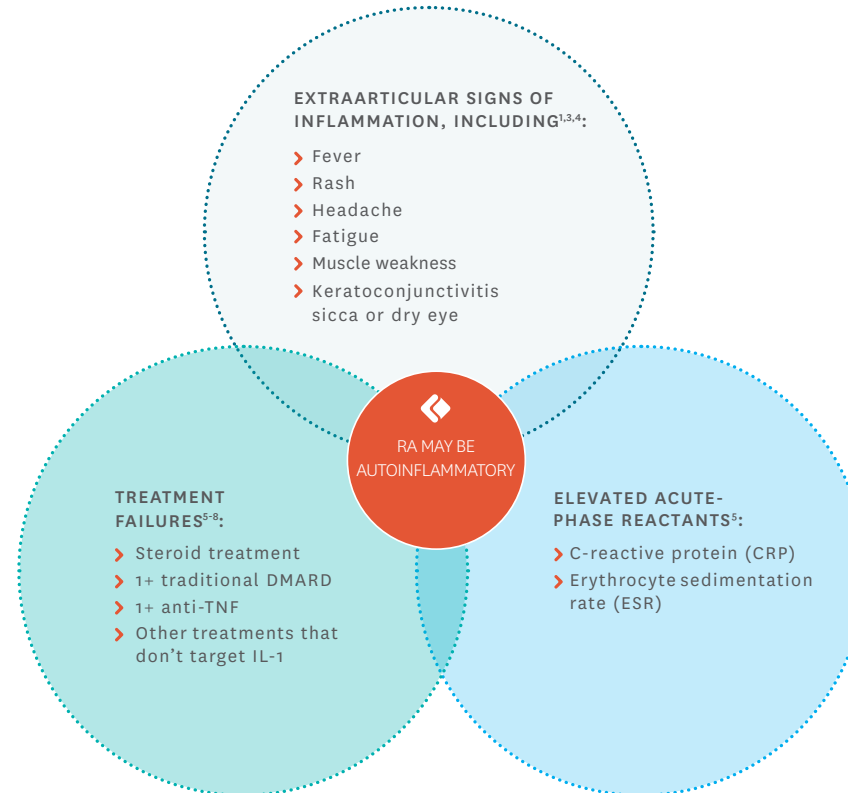 EXTRAARTICULAR SIGNS OF
INFLAMMATION, INCLUDING1,3,4:
Fever
Rash
Headache
Fatigue
Muscle weakness
Keratoconjunctivitis
sicca or dry eye
RA MAY BE
AUTOINFLAMMATORY
TREATMENT
FAILURES5-8:
Steroid treatment
1+ traditional DMARD
1+ anti-TNF
Other treatments that
don’t target IL-1
ELEVATED ACUTE-
PHASE REACTANTS5:
C-reactive protein (CRP)
Erythrocyte sedimentation
rate (ESR)